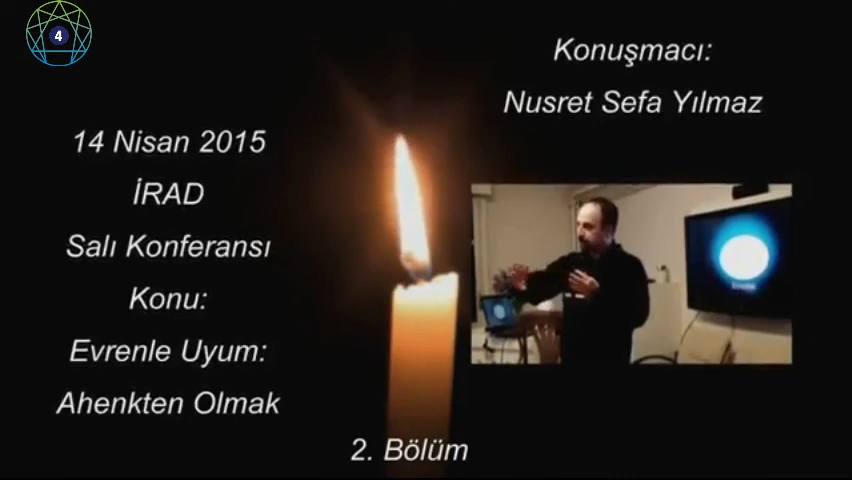 4
Konuşmacı:
Nusret Sefa Yılmaz
14 Nisan 2015
İRAD
Salı Konferansı
Konu:
Evrenle Uyum:
Ahenkten Olmak
2. Bölüm